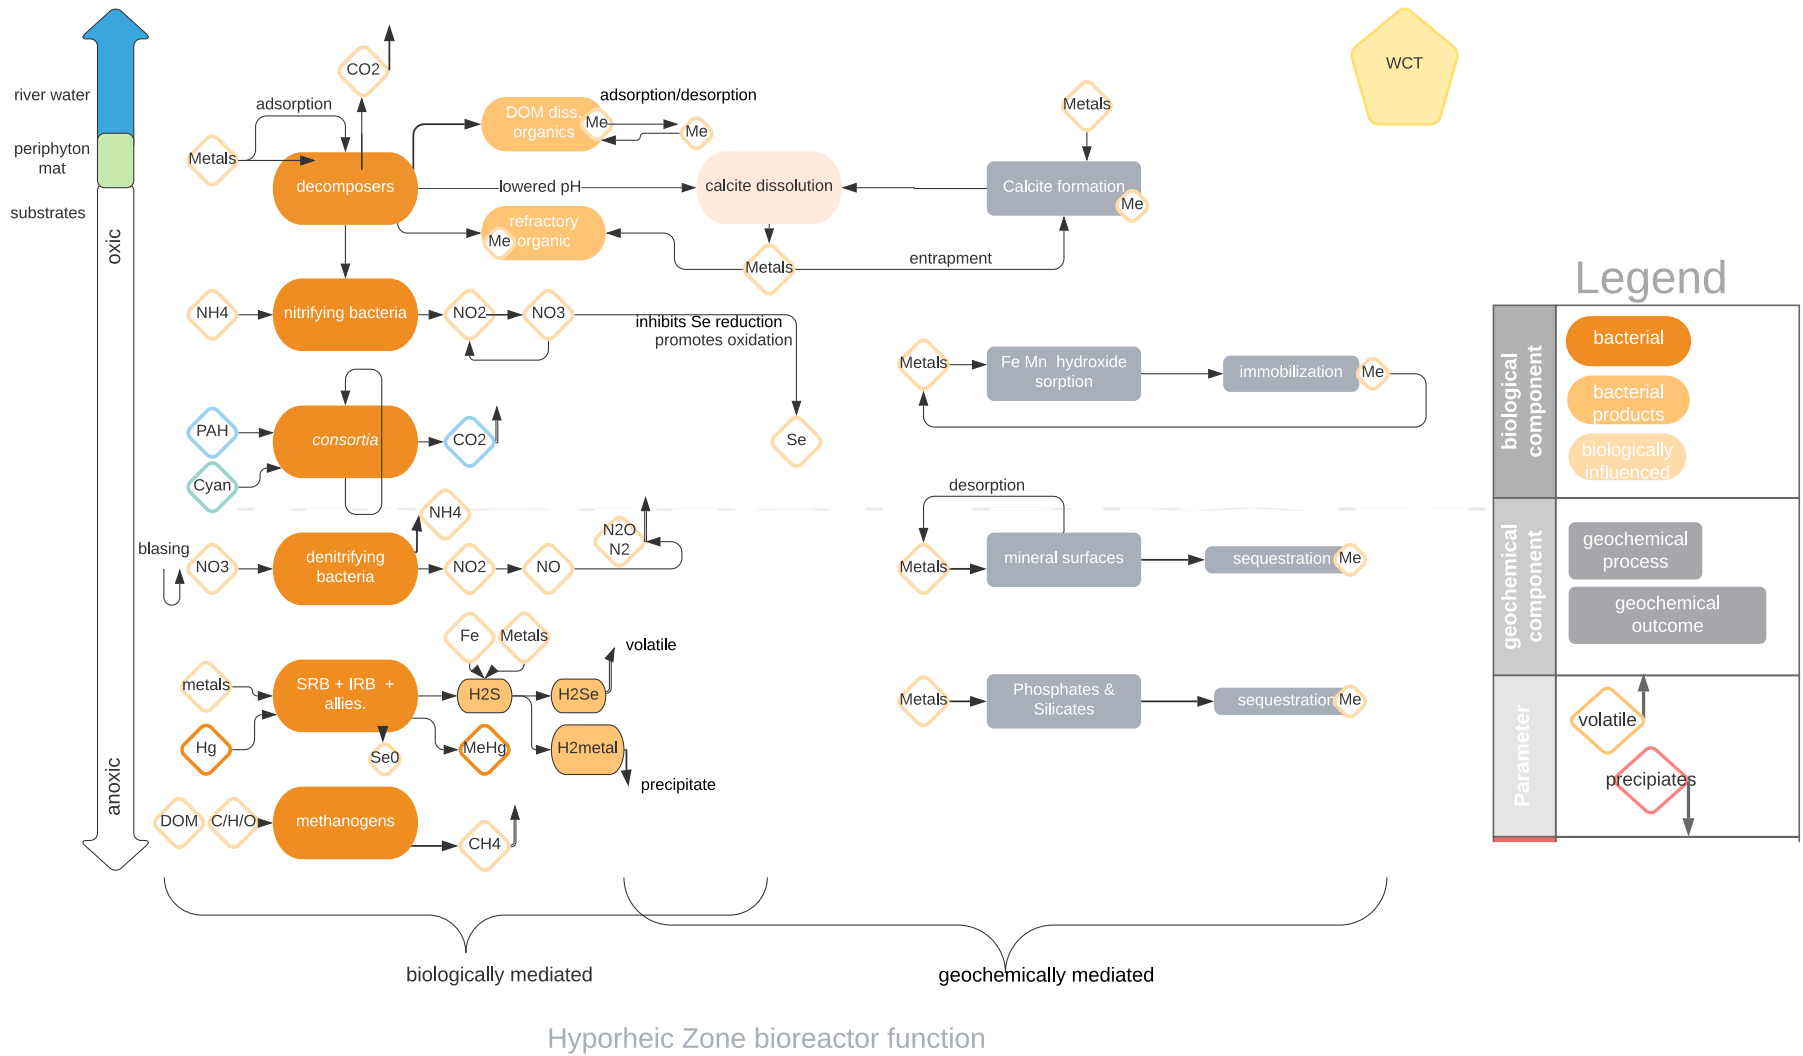 CO2
WCT
river water
adsorption
DOM diss.
organics
adsorption/desorption
Me
Me
Metals
periphyton
mat
Metals
decomposers
lowered pH
calcite dissolution
Calcite formation
Me
substrates
oxic
refractory
organic
Me
Metals
entrapment
NH4
nitrifying bacteria
NO2
NO3
inhibits Se reduction
promotes oxidation
Metals
Fe Mn hydroxide
sorption
immobilization
Me
PAH
consortia
CO2
Se
Cyan
desorption
NH4
blasing
NO3
denitrifying
bacteria
NO2
NO
N2O
N2
Metals
mineral surfaces
sequestration
Me
Fe
Metals
volatile
metals
SRB + IRB +
allies.
H2S
H2Se
Metals
Phosphates &
Silicates
sequestration
Me
Hg
Se0
MeHg
H2metal
precipitate
anoxic
DOM
C/H/O
methanogens
CH4
biologically mediated
geochemically mediated
Hyporheic Zone bioreactor function
Legend
biological
component
bacterial
bacterial
products
biologically
influenced
geochemical
component
geochemical
process
geochemical
outcome
Parameter
volatile
precipiates